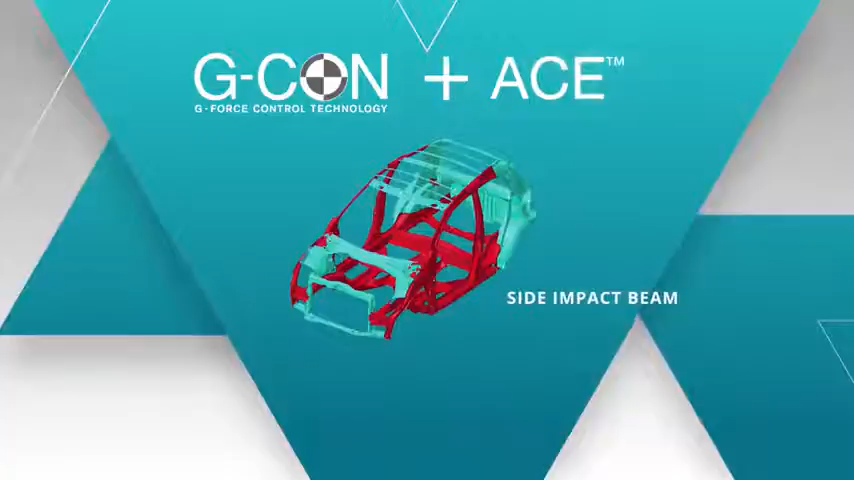 G-CON + ACE™
G-FORCE CONTROL TECHNOLOGY
SIDE IMPACT BEAM